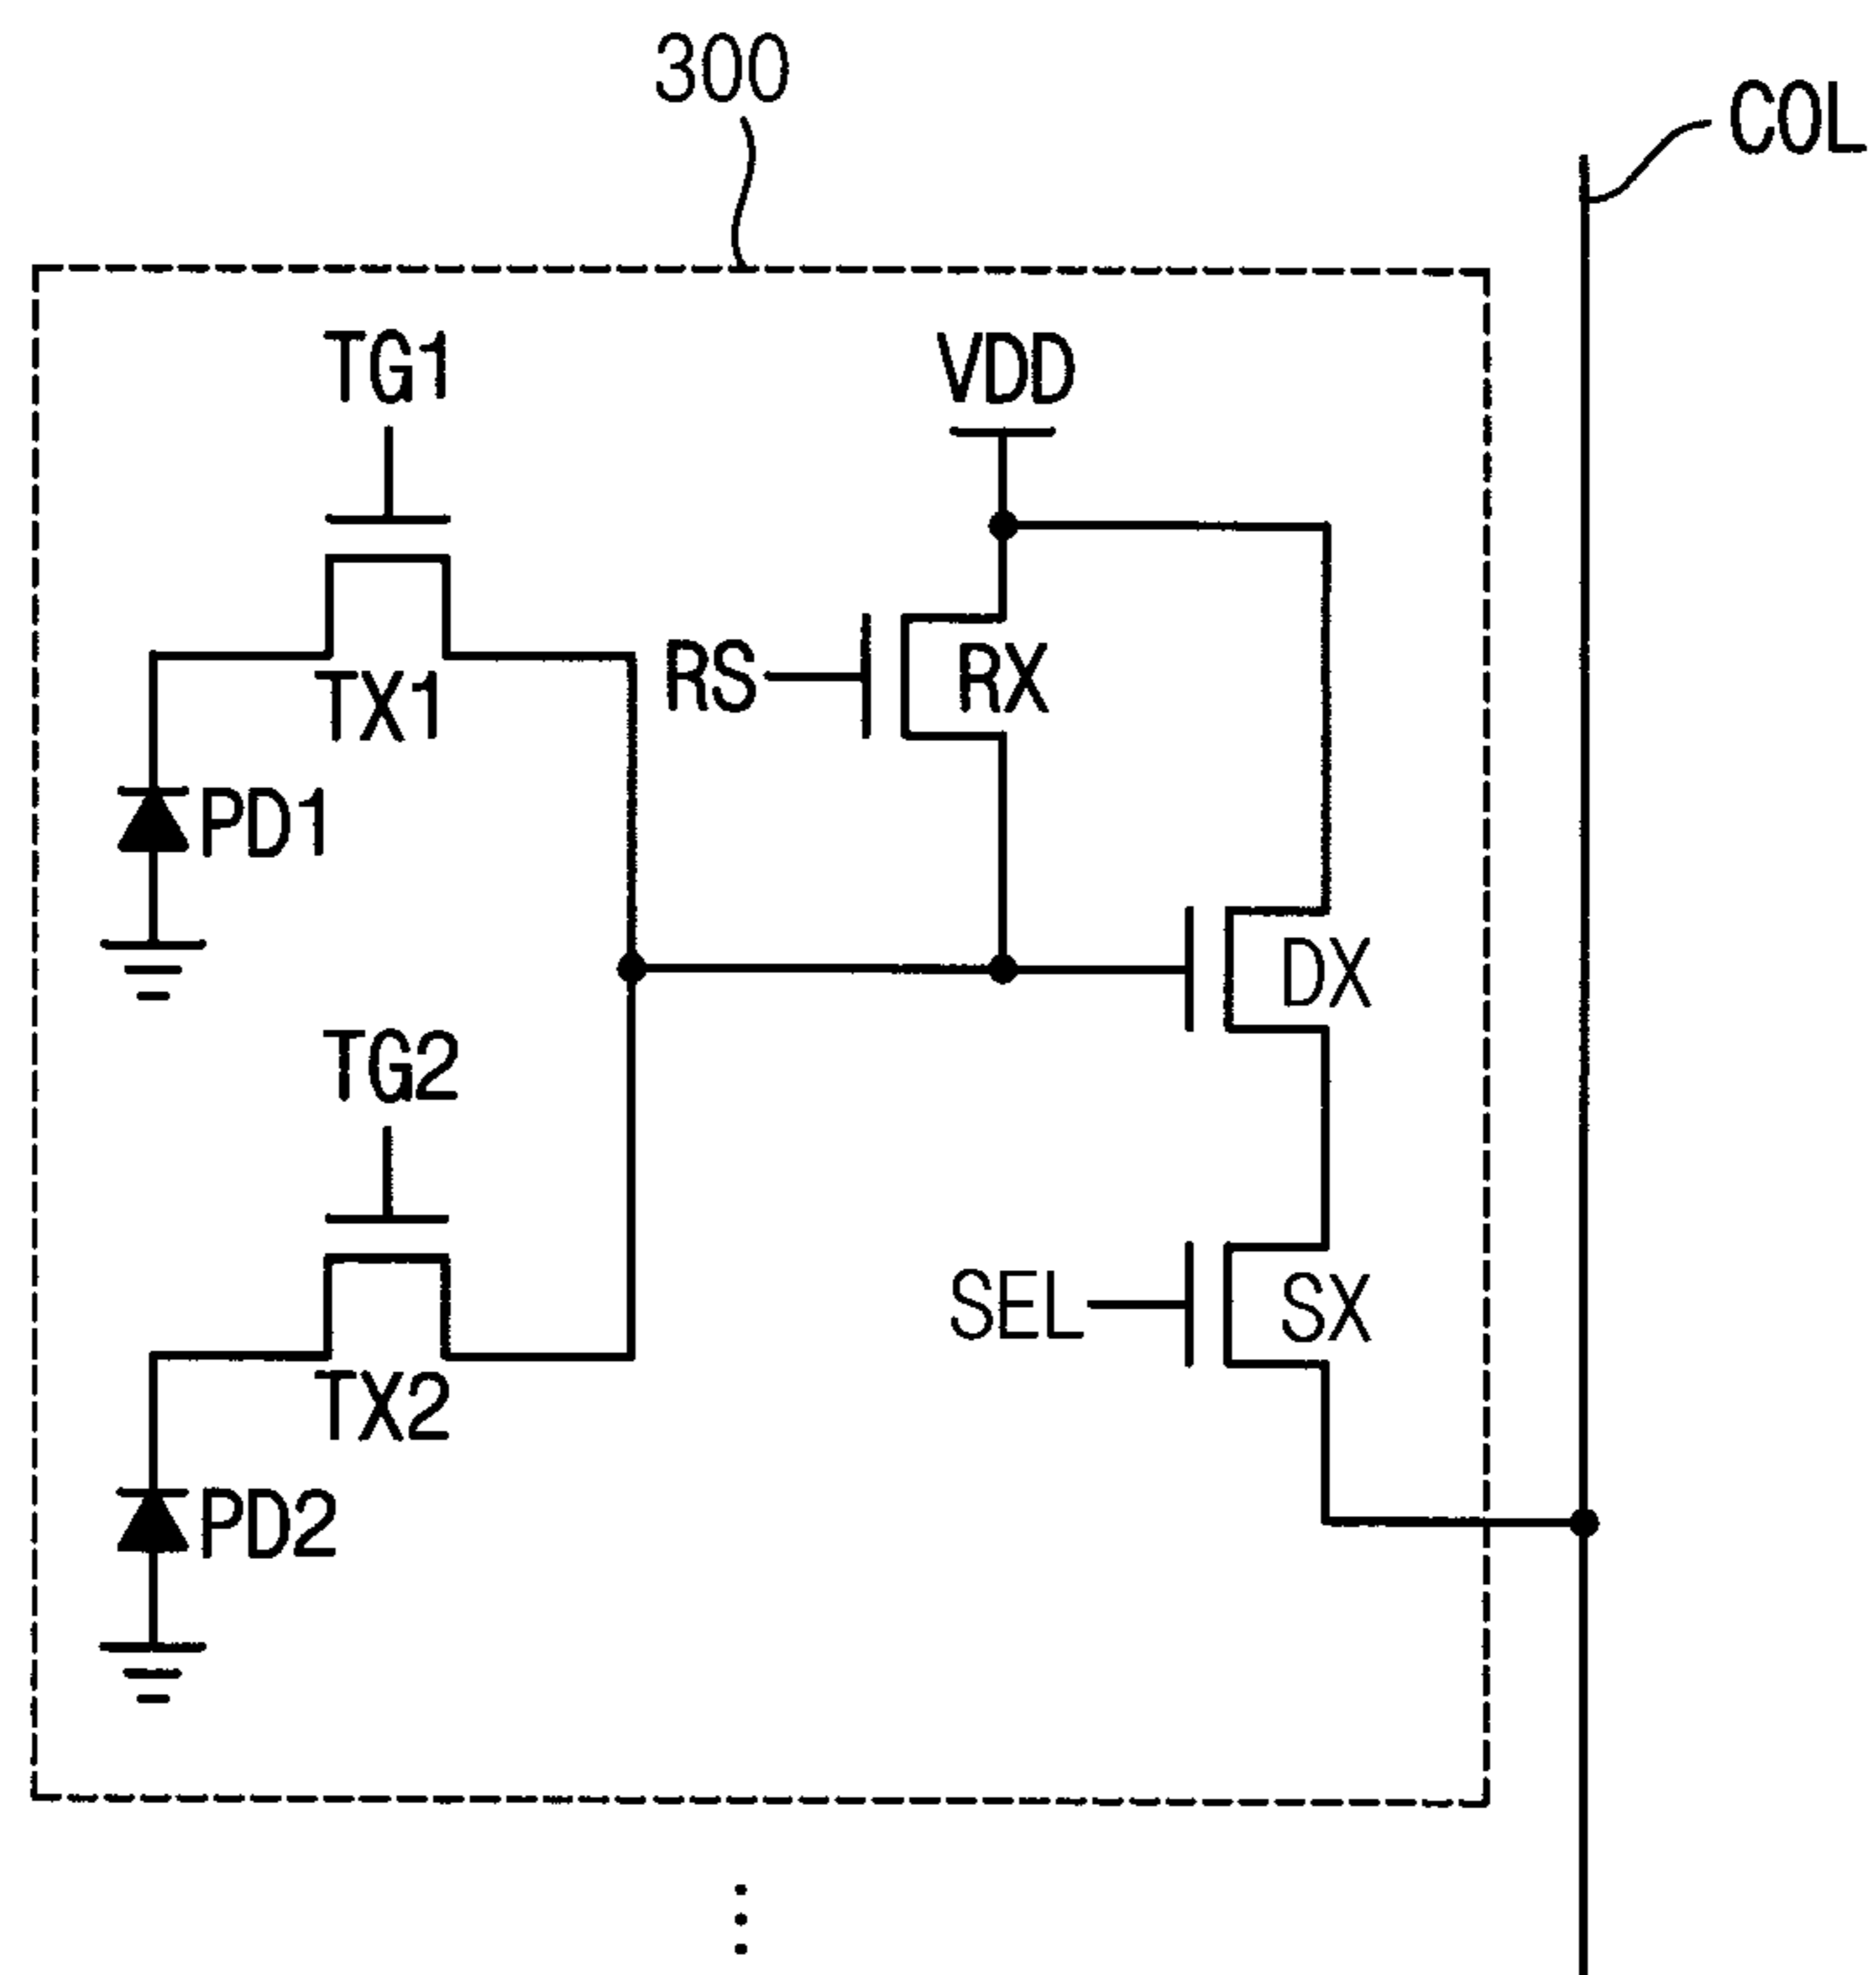 300
COL
TG1
VDD
TX1
RS
RX
PD1
DX
TG2
SEL
SX
TX2
PD2